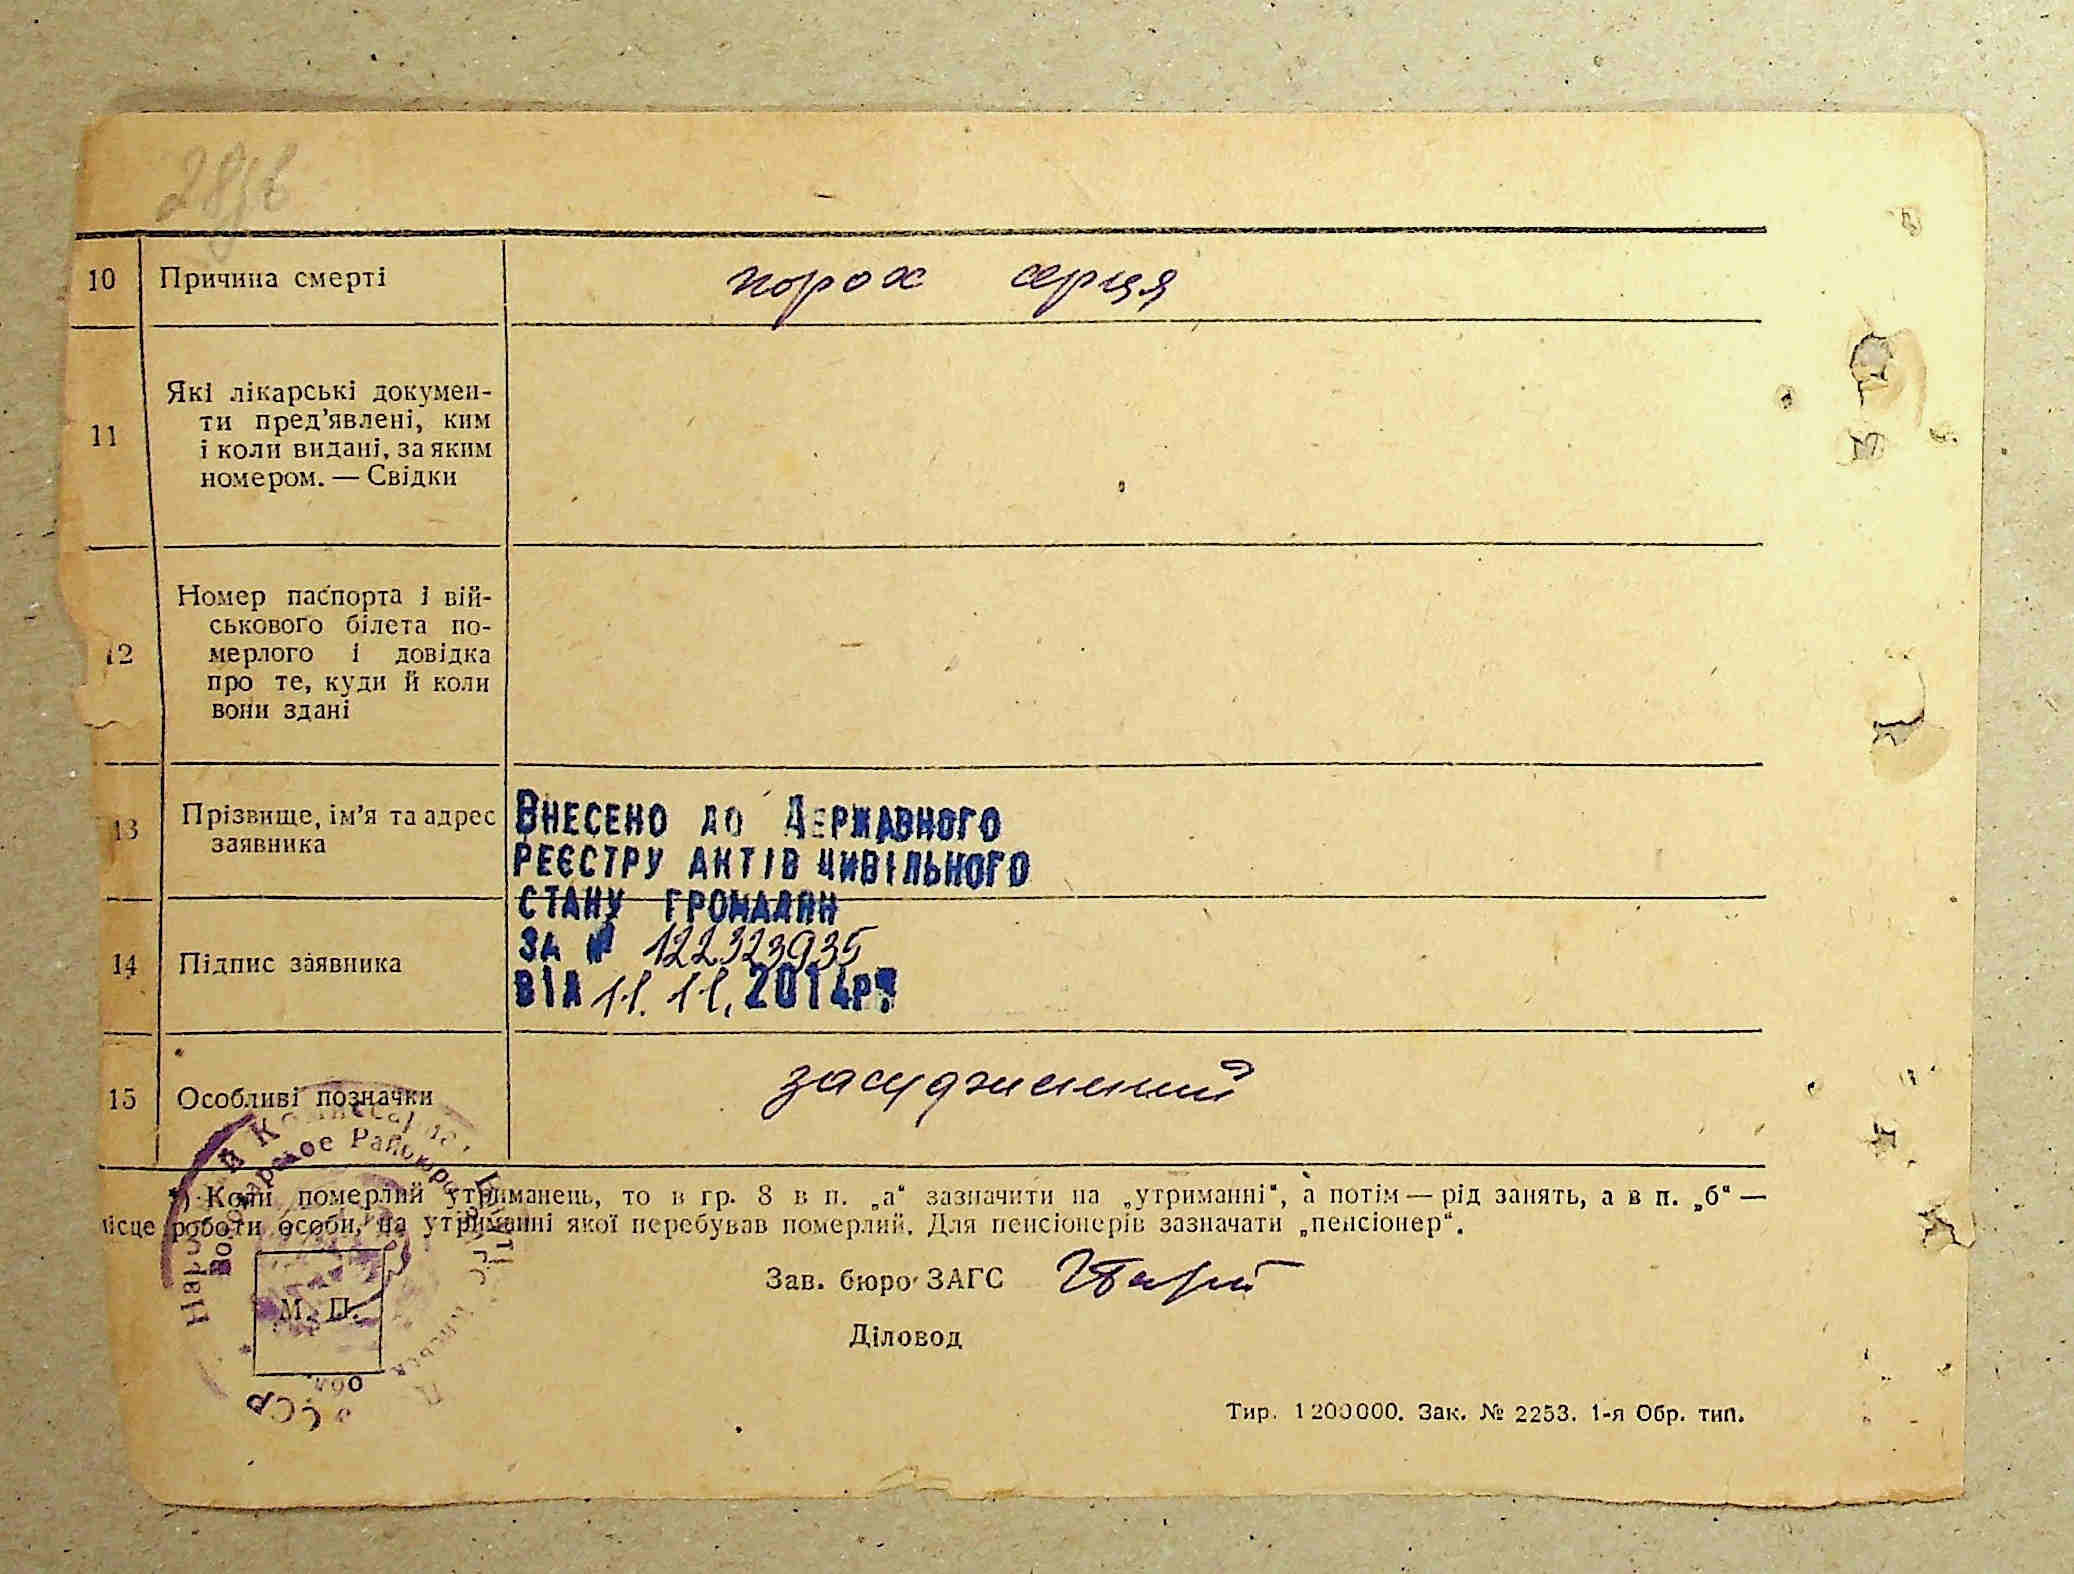 10 Причина смерті порок серця
11 Які лікарські докумен-
ти пред'явлені, ким
і коли видані, за яким
номером. — Свідки
Номер паспорта і вій-
ськового білета по-
12 мерлого і довідка
про те, куди й коли
вони здані
13 Прізвище, ім'я та адрес
заявника
Внесено до Державного
реєстру актів цивільного
стану громадян
за № 122323935
від 11.11.2014р.
14 Підпис заявника
15 Особливі позначки засуджений
*) Коли померлий утриманець, то в гр. 8 в п. „а“ зазначити на „утриманні“, а потім — рід занять, а в п. „б“ —
місце роботи особи, на утриманні якої перебував померлий. Для пенсіонерів зазначати „пенсіонер“.
Зав. бюро ЗАГС
М. П.
Діловод
Тир. 1200000. Зак. № 2253. 1-я Обр. тип.